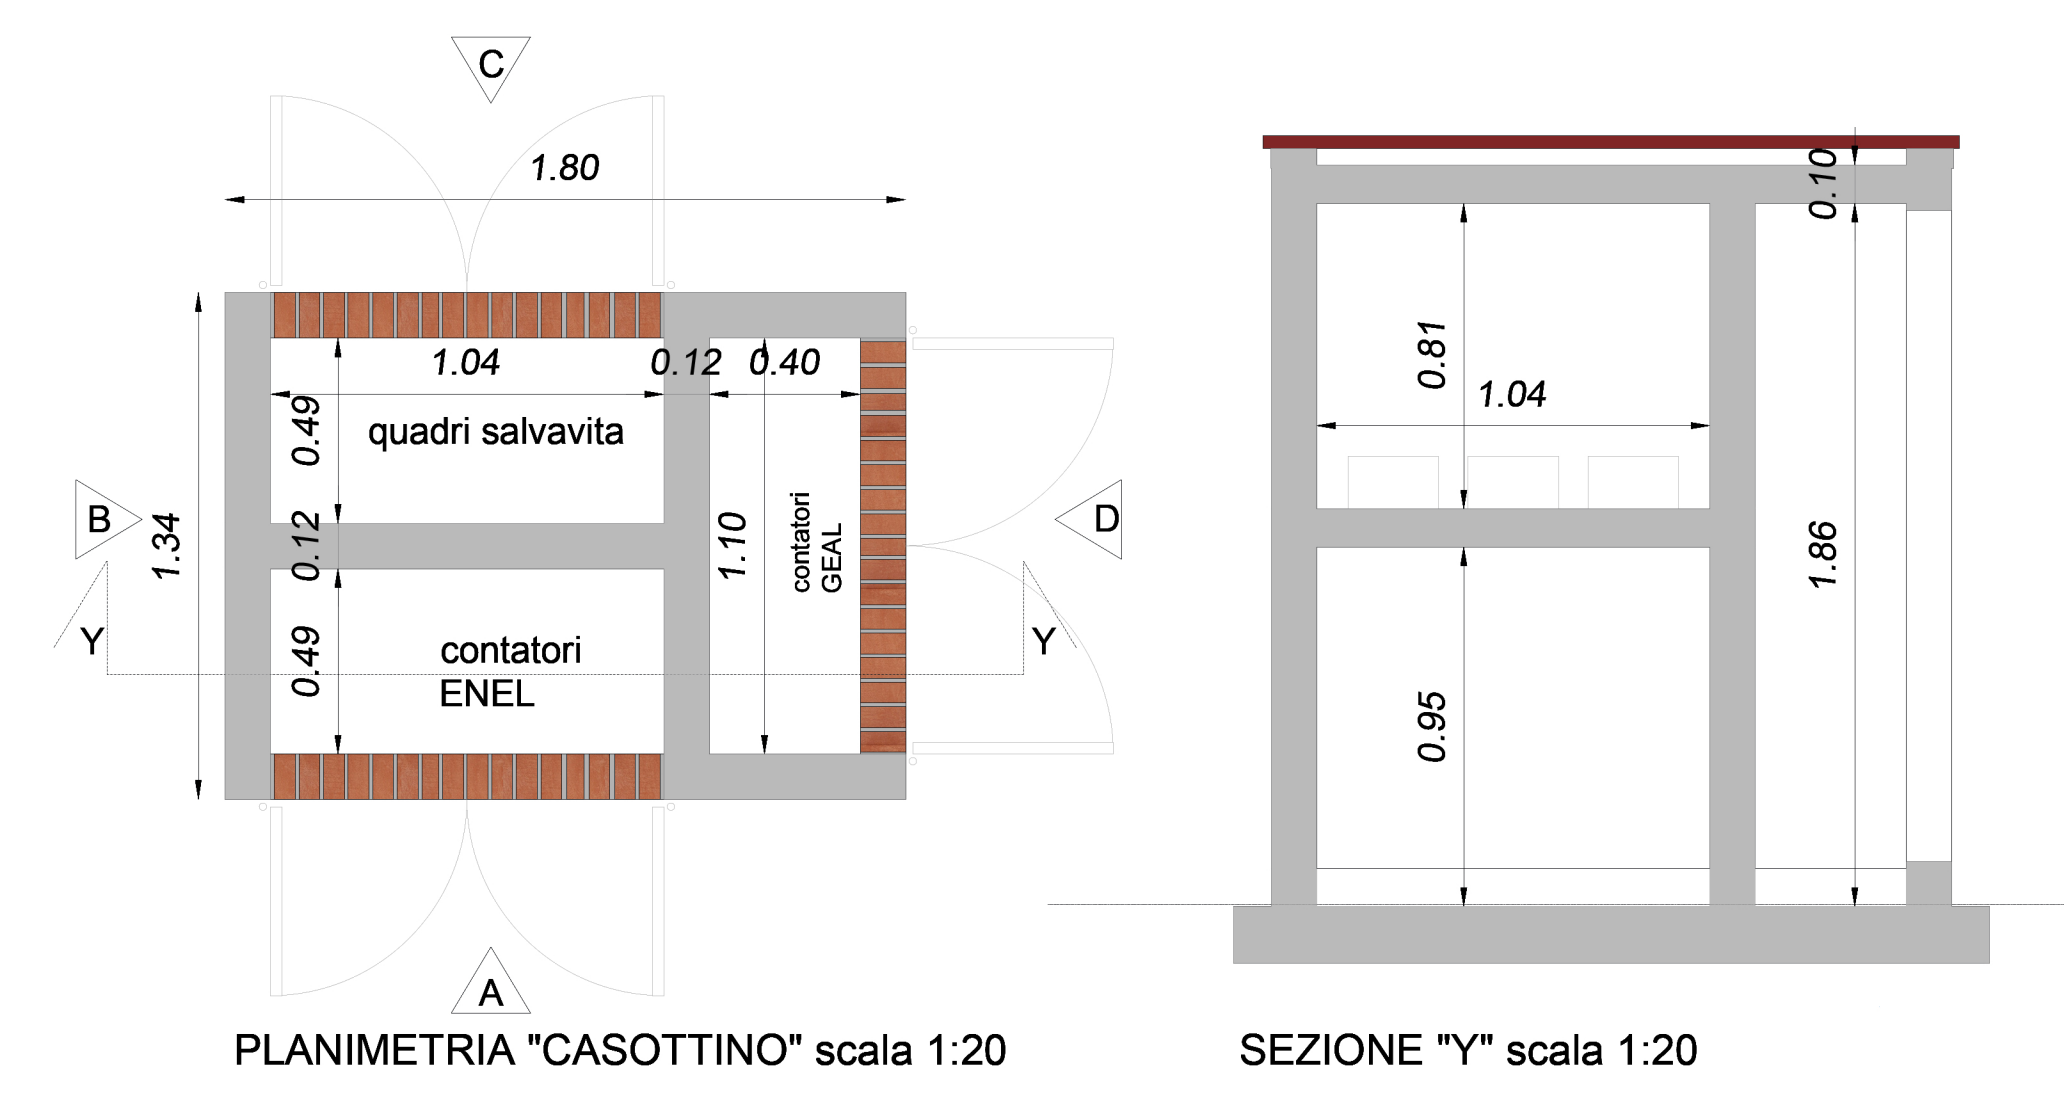 C
1.80
1.04
0.12
0.40
0.49
quadri salvavita
B
1.34
0.12
1.10
contatori
GEAL
D
Y
0.49
contatori
ENEL
Y
A
PLANIMETRIA "CASOTTINO" scala 1:20
0.10
0.81
1.04
1.86
0.95
SEZIONE "Y" scala 1:20